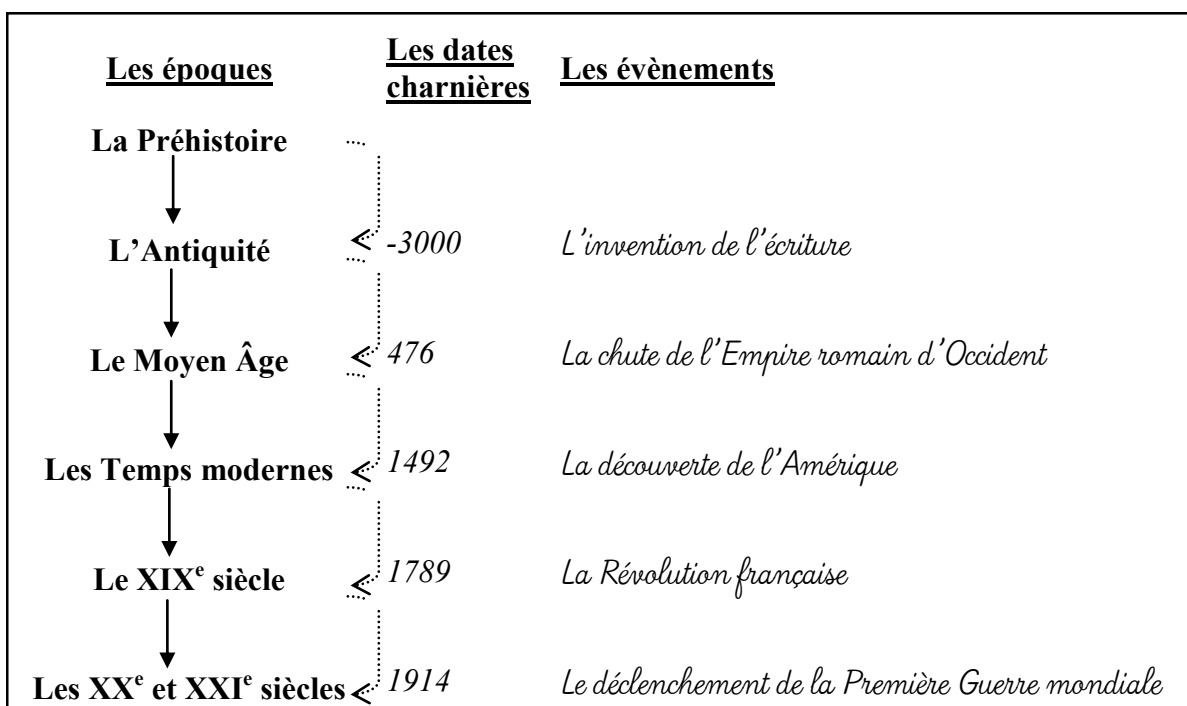 Les époques Les dates charnières Les évènements
La Préhistoire
L’Antiquité -3000 L’invention de l’écriture
Le Moyen Âge 476 La chute de l’Empire romain d’Occident
Les Temps modernes 1492 La découverte de l’Amérique
Le XIXe siècle 1789 La Révolution française
Les XXe et XXIe siècles 1914 Le déclenchement de la Première Guerre mondiale